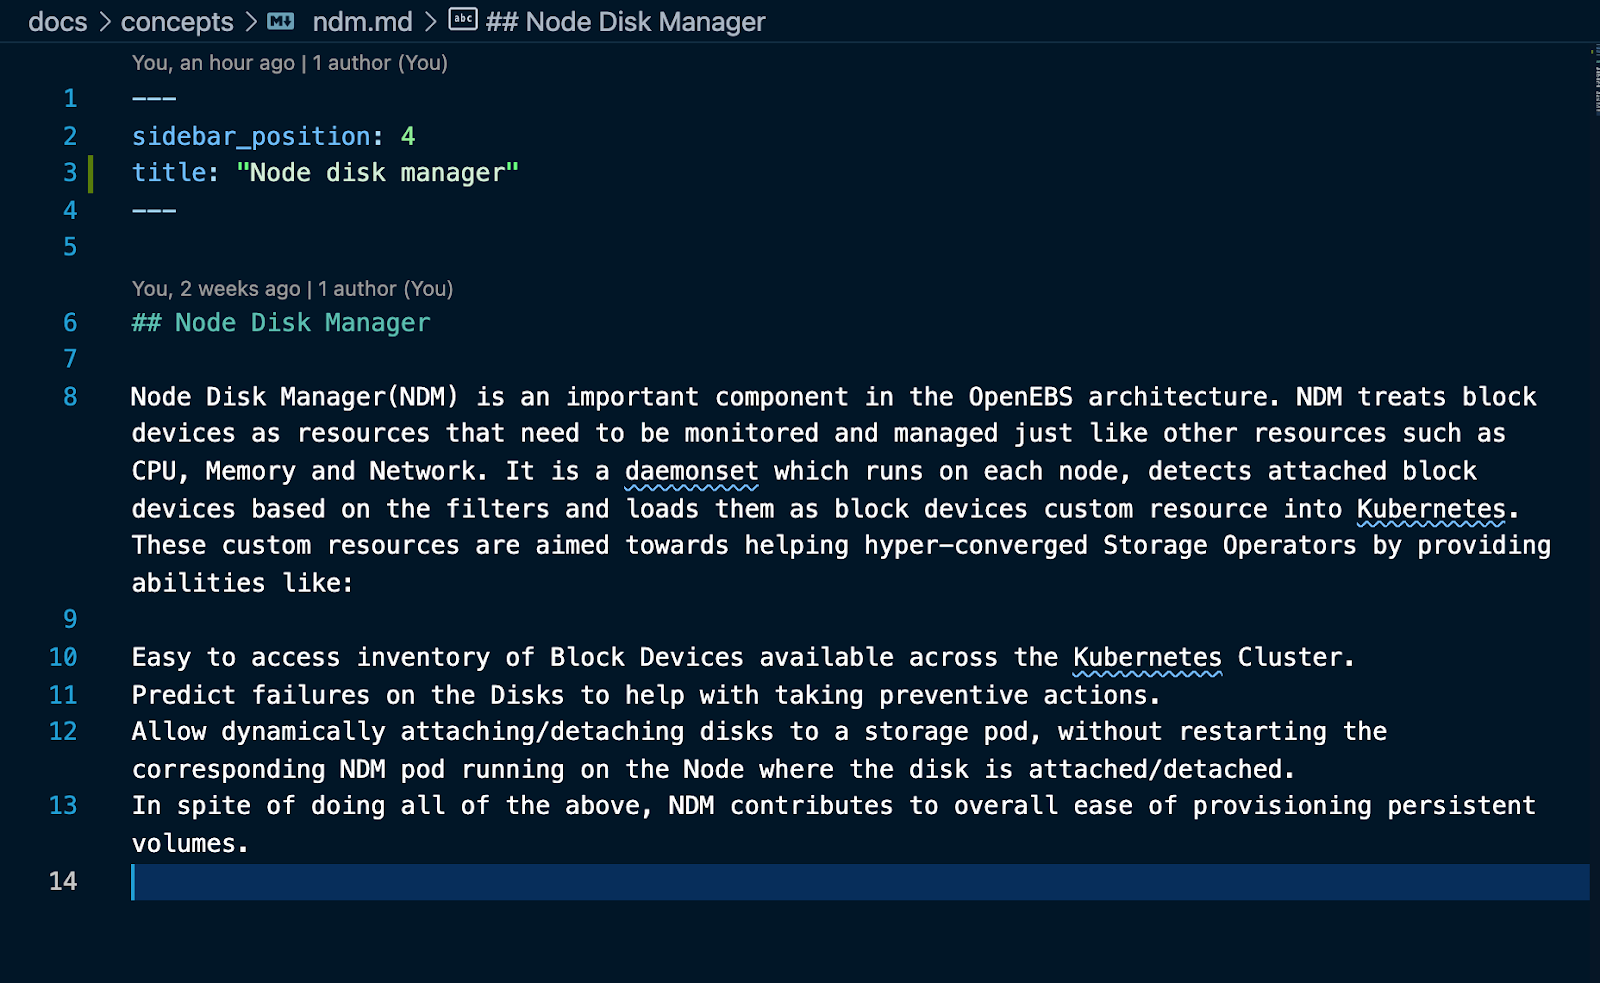 docs > concepts > ndm.md > abc ## Node Disk Manager
You, an hour ago | 1 author (You)
1 ---
2 sidebar_position: 4
3 title: "Node disk manager"
4 ---
5
You, 2 weeks ago | 1 author (You)
6 ## Node Disk Manager
7
8 Node Disk Manager(NDM) is an important component in the OpenEBS architecture. NDM treats block
devices as resources that need to be monitored and managed just like other resources such as
CPU, Memory and Network. It is a daemonset which runs on each node, detects attached block
devices based on the filters and loads them as block devices custom resource into Kubernetes.
These custom resources are aimed towards helping hyper-converged Storage Operators by providing
abilities like:
9
10 Easy to access inventory of Block Devices available across the Kubernetes Cluster.
11 Predict failures on the Disks to help with taking preventive actions.
12 Allow dynamically attaching/detaching disks to a storage pod, without restarting the
corresponding NDM pod running on the Node where the disk is attached/detached.
13 In spite of doing all of the above, NDM contributes to overall ease of provisioning persistent
volumes.
14